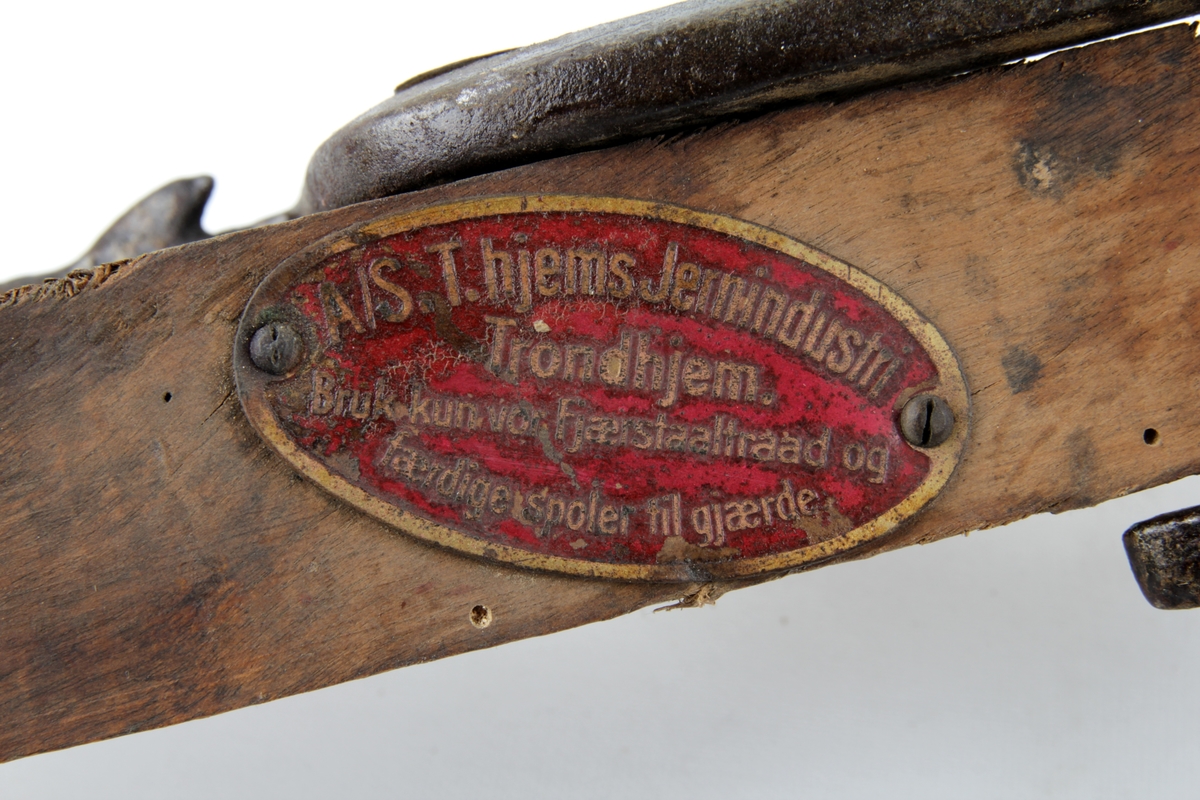 A/S. T.hjems Jernindustri
Trondhjem.
Bruk kun vor Fjærstaaltraad og
færdige spoler til gjærde.